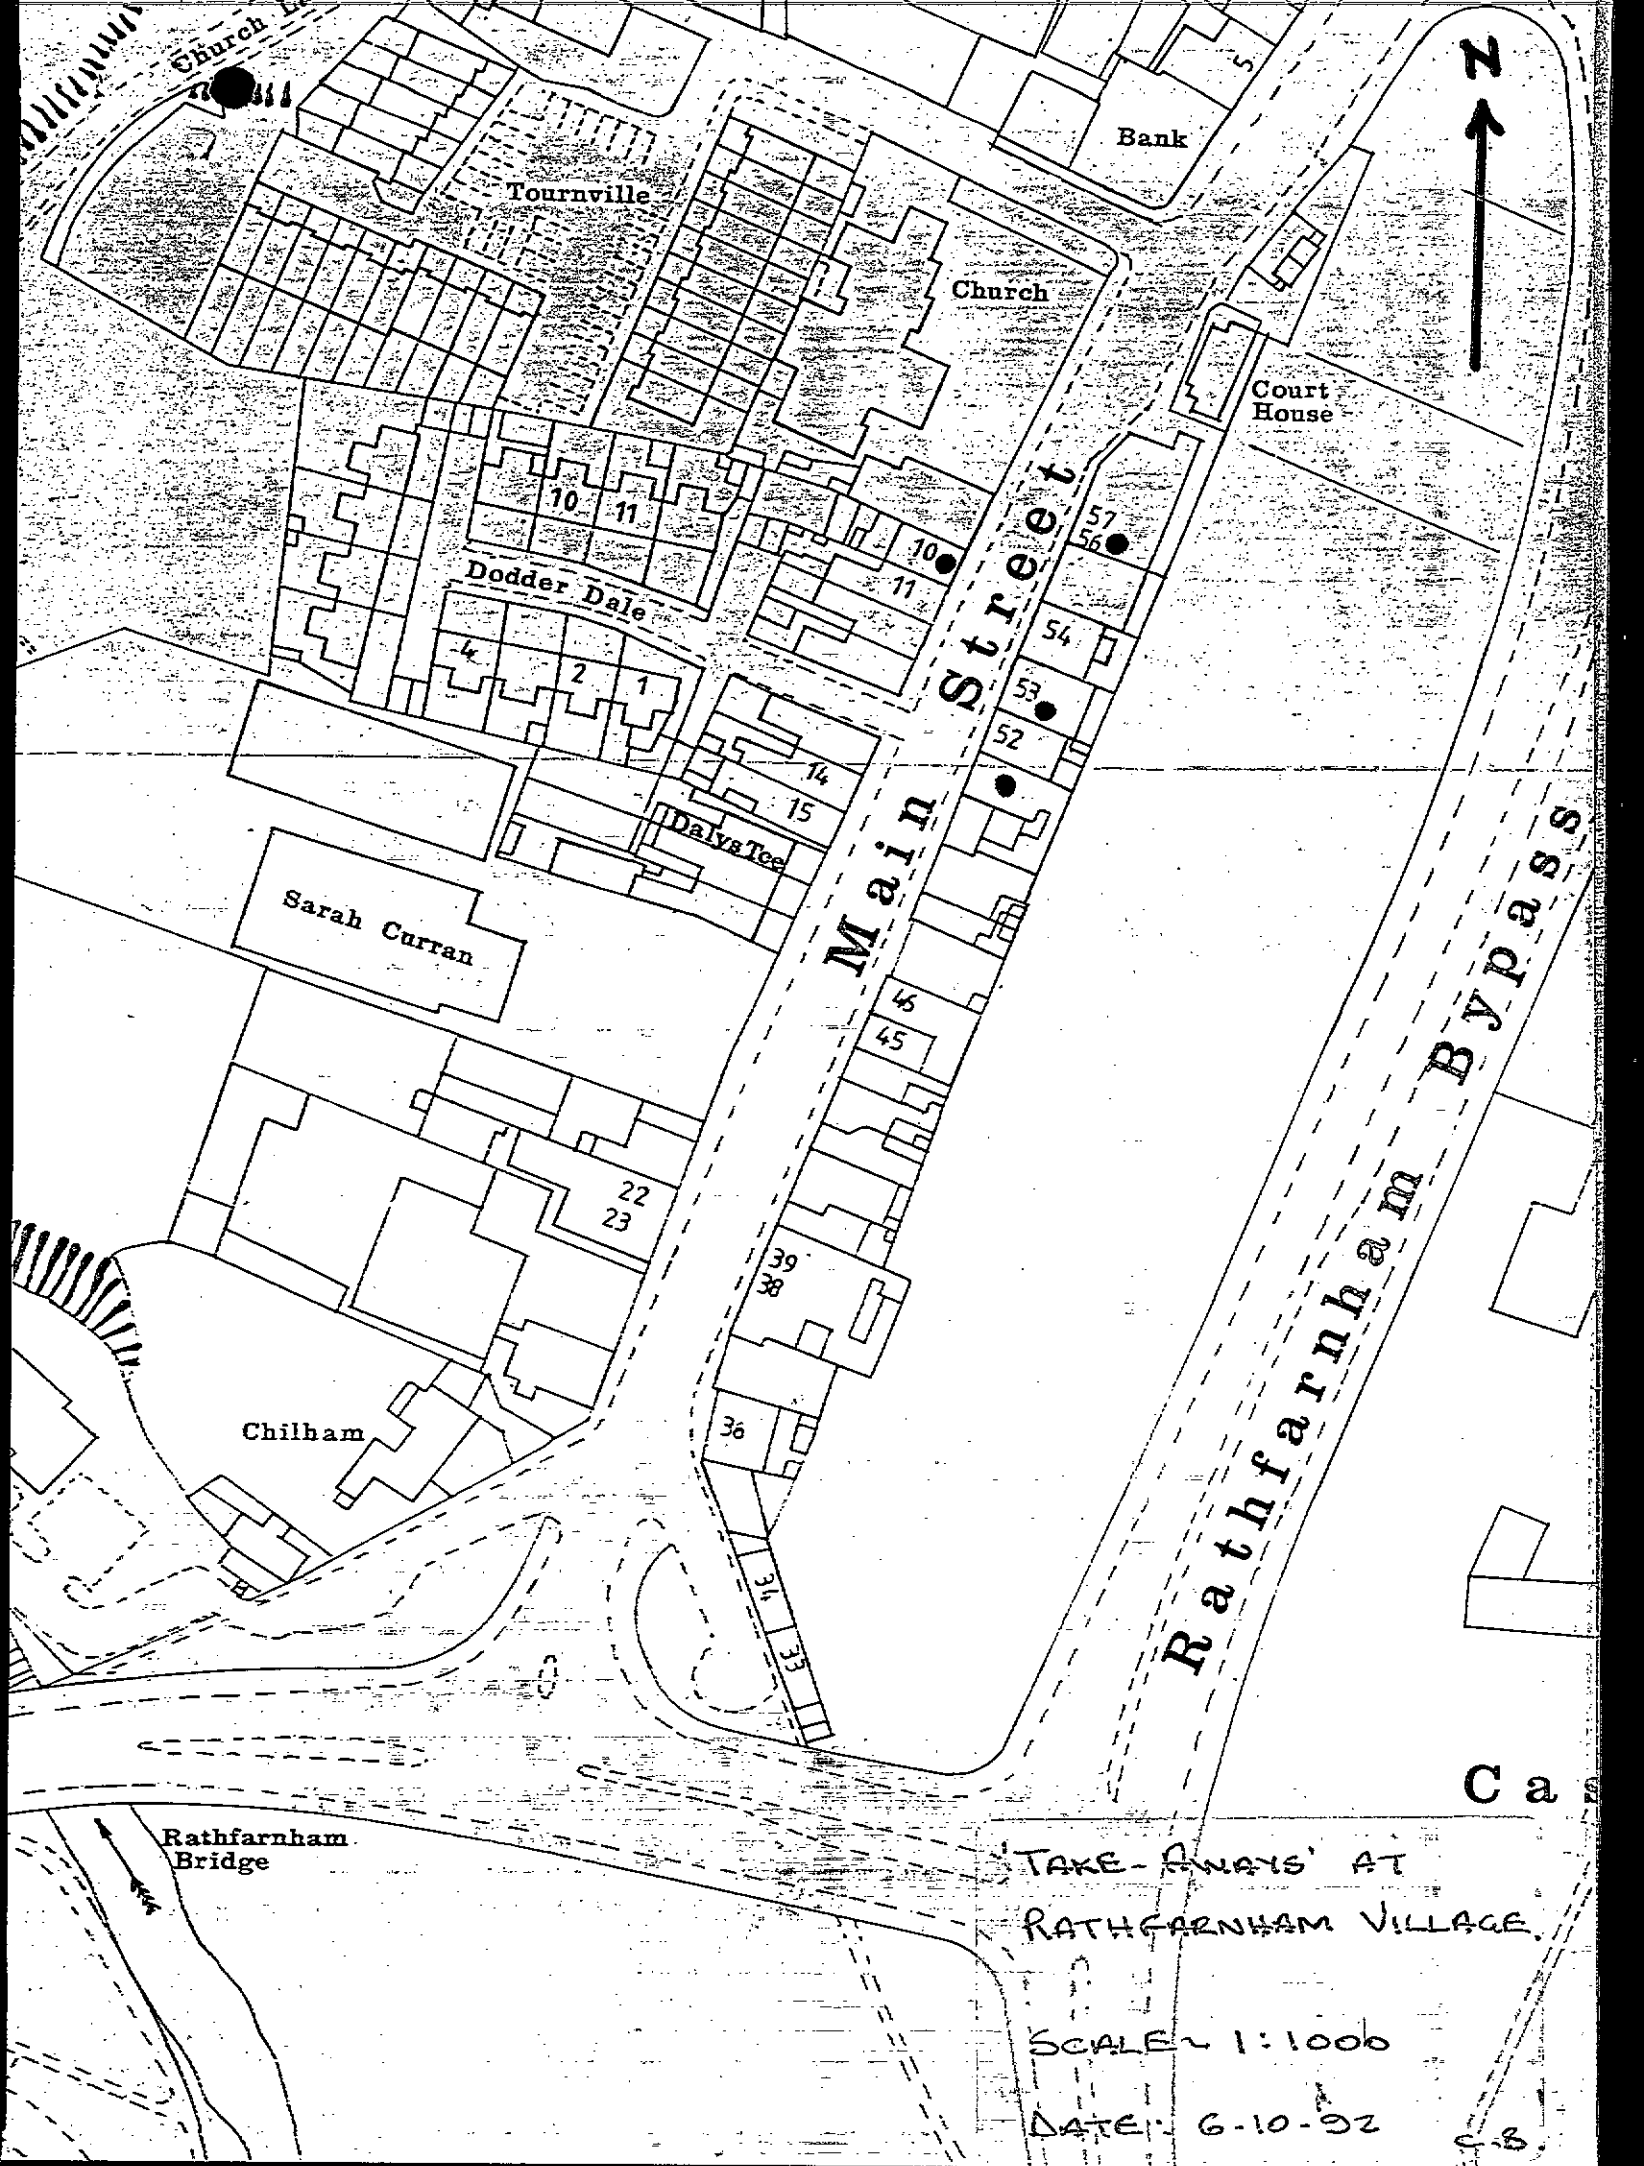 Church
N
5
Bank
Tournville
Church
Court
House
10
11
57
56
10
11
Dodder Dale
54
4
2
1
53
52
14
15
Dalys Tce
Main Street
Sarah Curran
46
45
Rathfarnham Bypass
22
23
39
38
36
Chilham
34
33
Cas
Rathfarnham
Bridge
'TAKE-AWAYS' AT
RATHFARNHAM VILLAGE.
SCALE ~ 1:1000
DATE: 6-10-92
C.B.